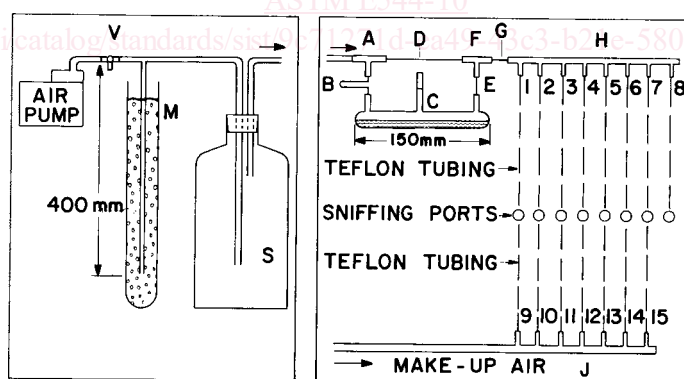 ASTM E544-10
V
AIR
PUMP
M
400 mm
S
A
D
F
G
H
B
C
E
1 2 3 4 5 6 7 8
150mm
TEFLON TUBING
SNIFFING PORTS
TEFLON TUBING
9 10 11 12 13 14 15
MAKE-UP AIR J